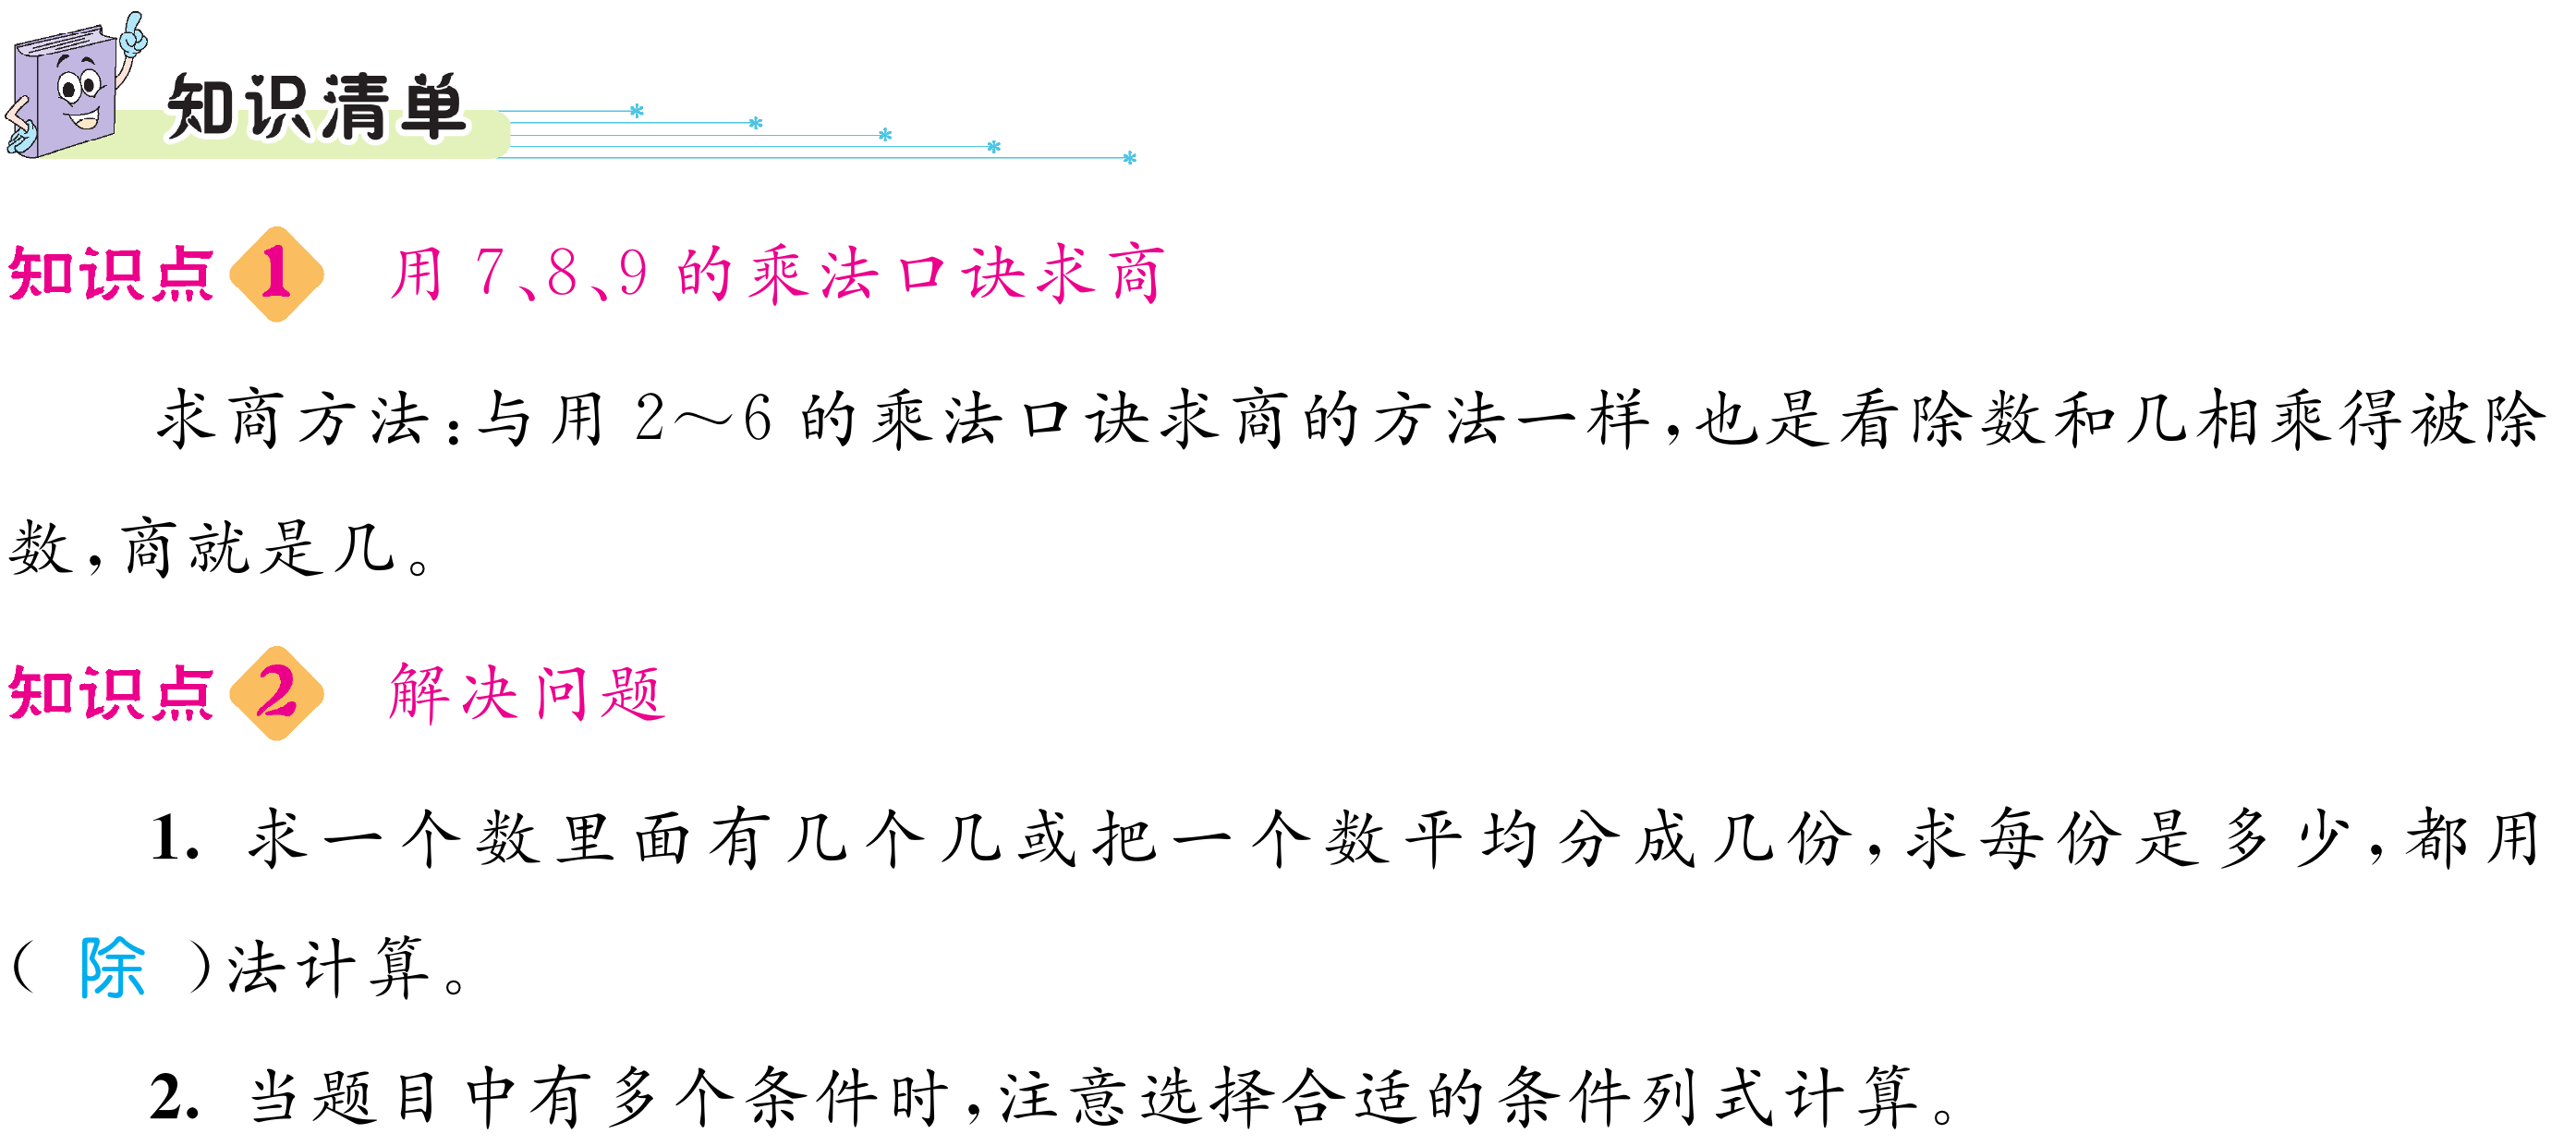 知识清单
知识点 1 用 7、8、9 的乘法口诀求商
求商方法:与用 2～6 的乘法口诀求商的方法一样,也是看除数和几相乘得被除
数,商就是几。
知识点 2 解决问题
1. 求一个数里面有几个几或把一个数平均分成几份,求每份是多少,都用
( 除 )法计算。
2. 当题目中有多个条件时,注意选择合适的条件列式计算。